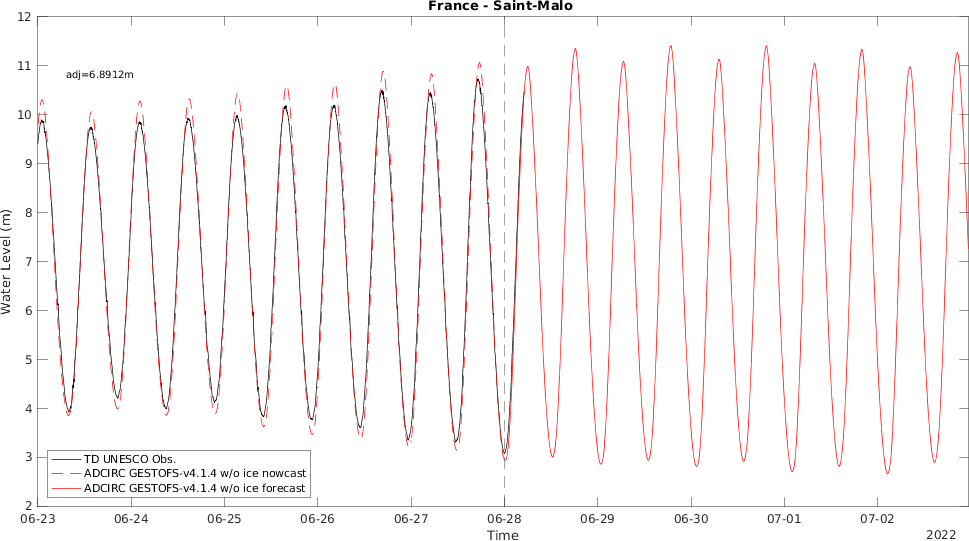 France - Saint-Malo
adj=6.8912m
Water Level (m)
12
11
10
9
8
7
6
5
4
3
2
TD UNESCO Obs.
ADCIRC GESTOFS-v4.1.4 w/o ice nowcast
ADCIRC GESTOFS-v4.1.4 w/o ice forecast
06-23 06-24 06-25 06-26 06-27 06-28 06-29 06-30 07-01 07-02
Time
2022